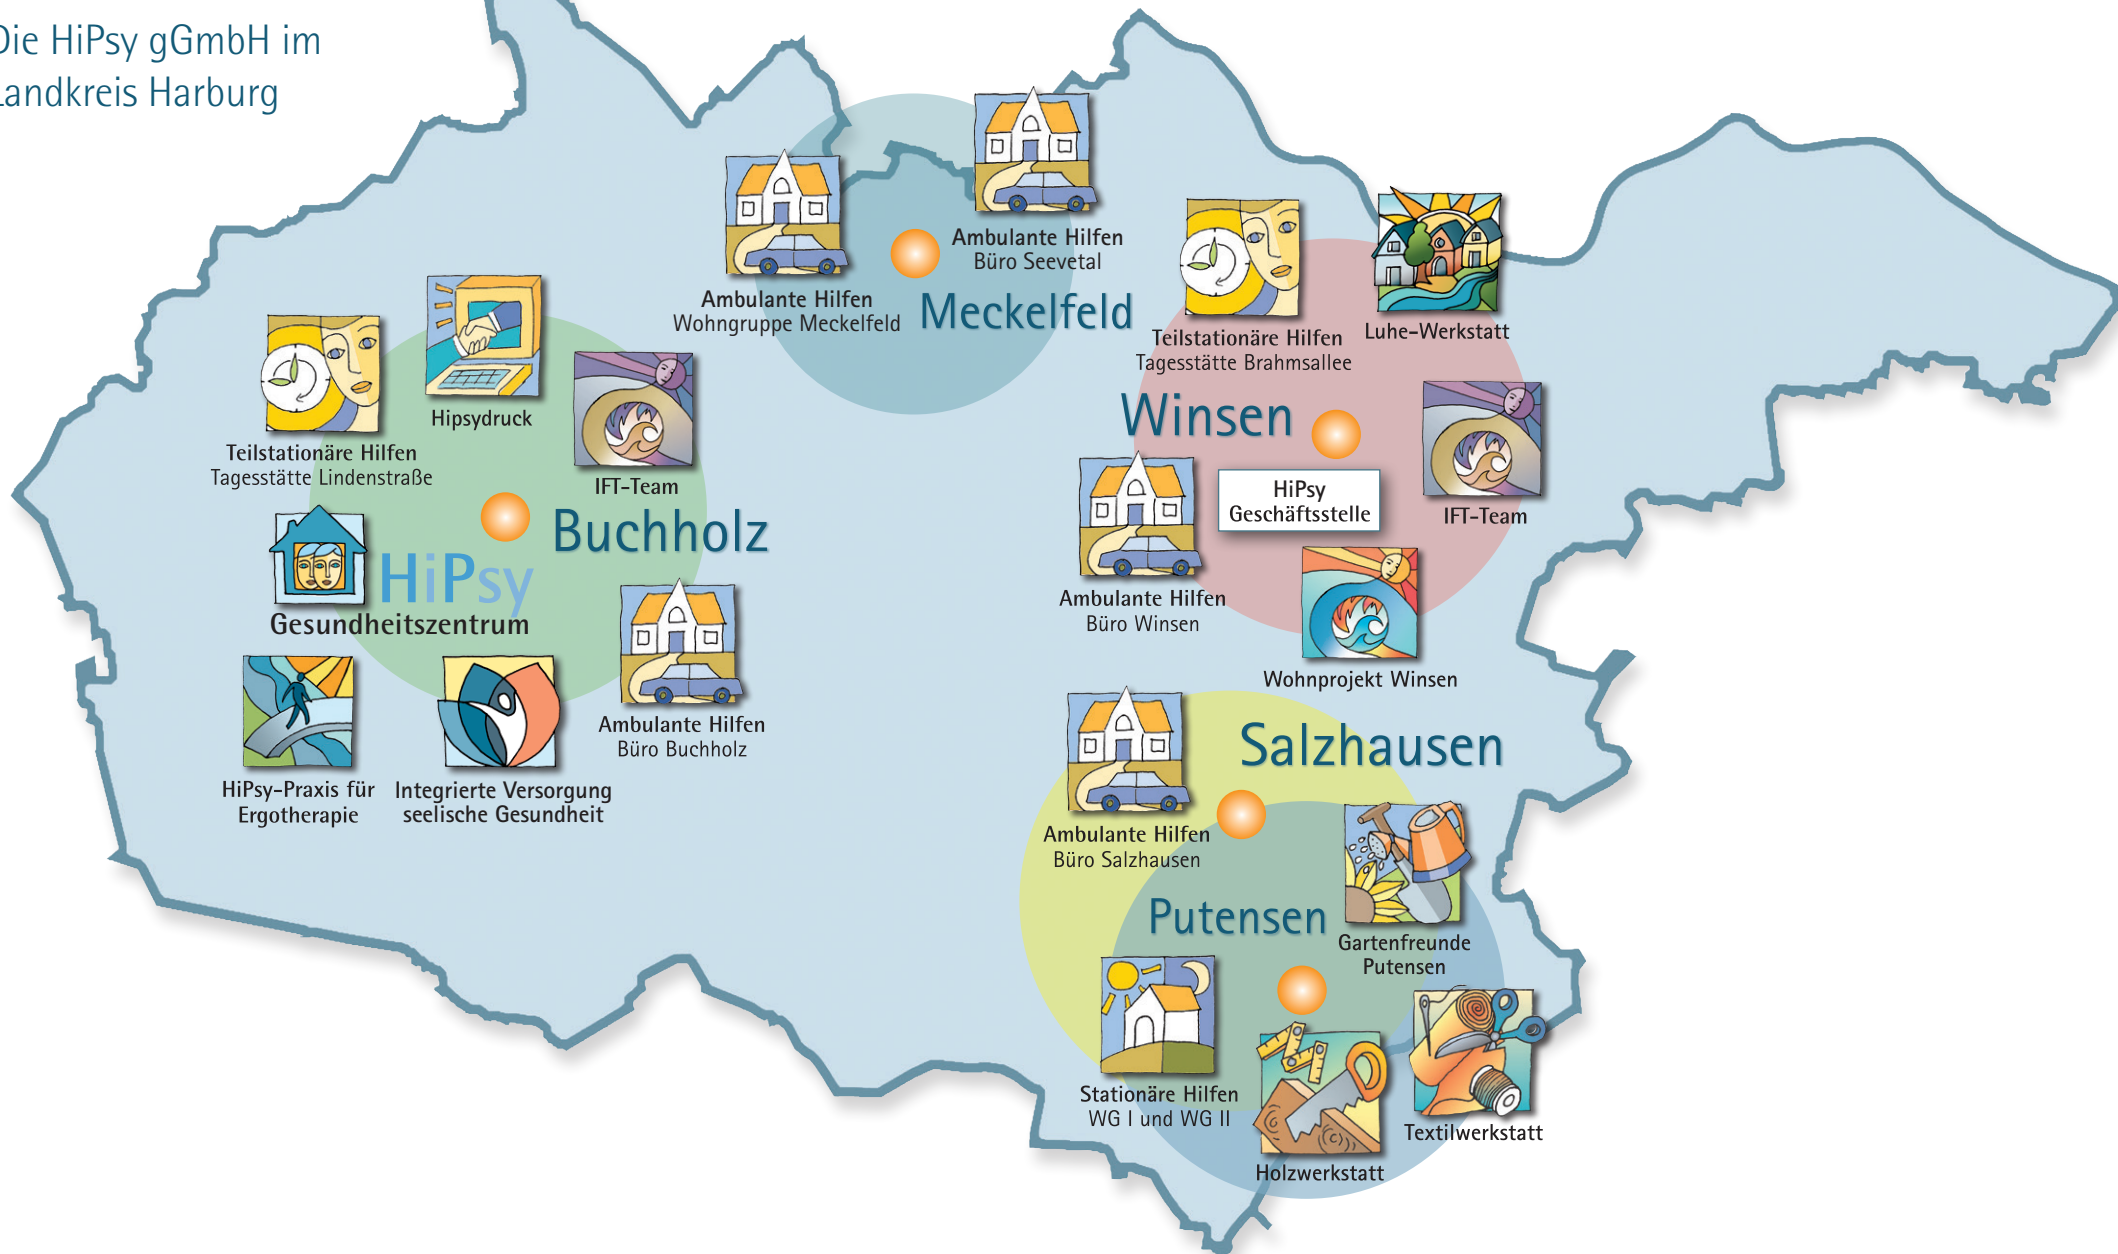 Die HiPsy gGmbH im
Landkreis Harburg
Ambulante Hilfen
Büro Seevetal
Ambulante Hilfen
Wohngruppe Meckelfeld
Meckelfeld
Teilstationäre Hilfen
Tagesstätte Brahmsallee
Luhe-Werkstatt
Winsen
HiPsy
Geschäftsstelle
IFT-Team
Ambulante Hilfen
Büro Winsen
Wohnprojekt Winsen
Hipsydruck
Teilstationäre Hilfen
Tagesstätte Lindenstraße
IFT-Team
Buchholz
HiPsy
Gesundheitszentrum
Ambulante Hilfen
Büro Buchholz
HiPsy-Praxis für
Ergotherapie
Integrierte Versorgung
seelische Gesundheit
Salzhausen
Ambulante Hilfen
Büro Salzhausen
Putensen
Gartenfreunde
Putensen
Stationäre Hilfen
WG I und WG II
Textilwerkstatt
Holzwerkstatt